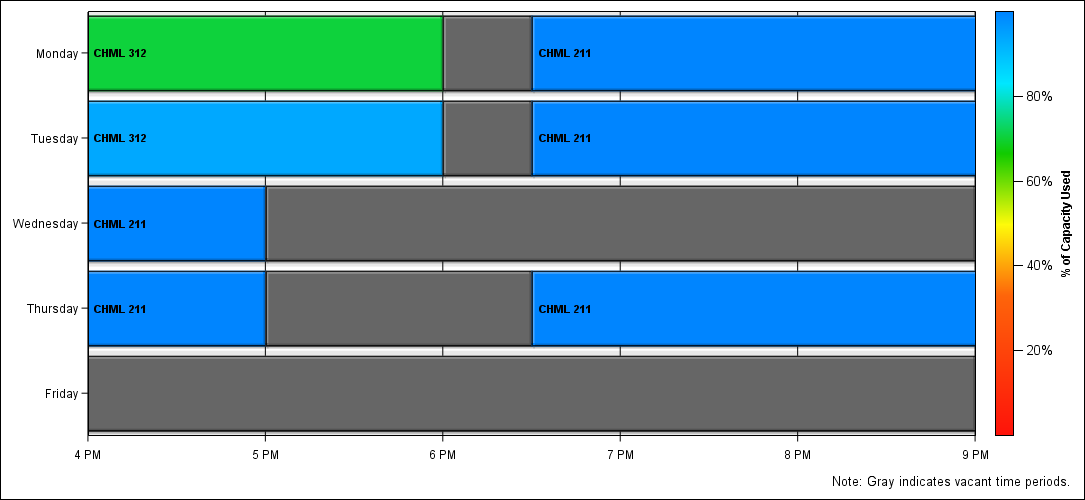 Monday
CHML 312
CHML 211
Tuesday
CHML 312
CHML 211
Wednesday
CHML 211
Thursday
CHML 211
CHML 211
Friday
4 PM
5 PM
6 PM
7 PM
8 PM
9 PM
80%
60%
40%
20%
% of Capacity Used
Note: Gray indicates vacant time periods.